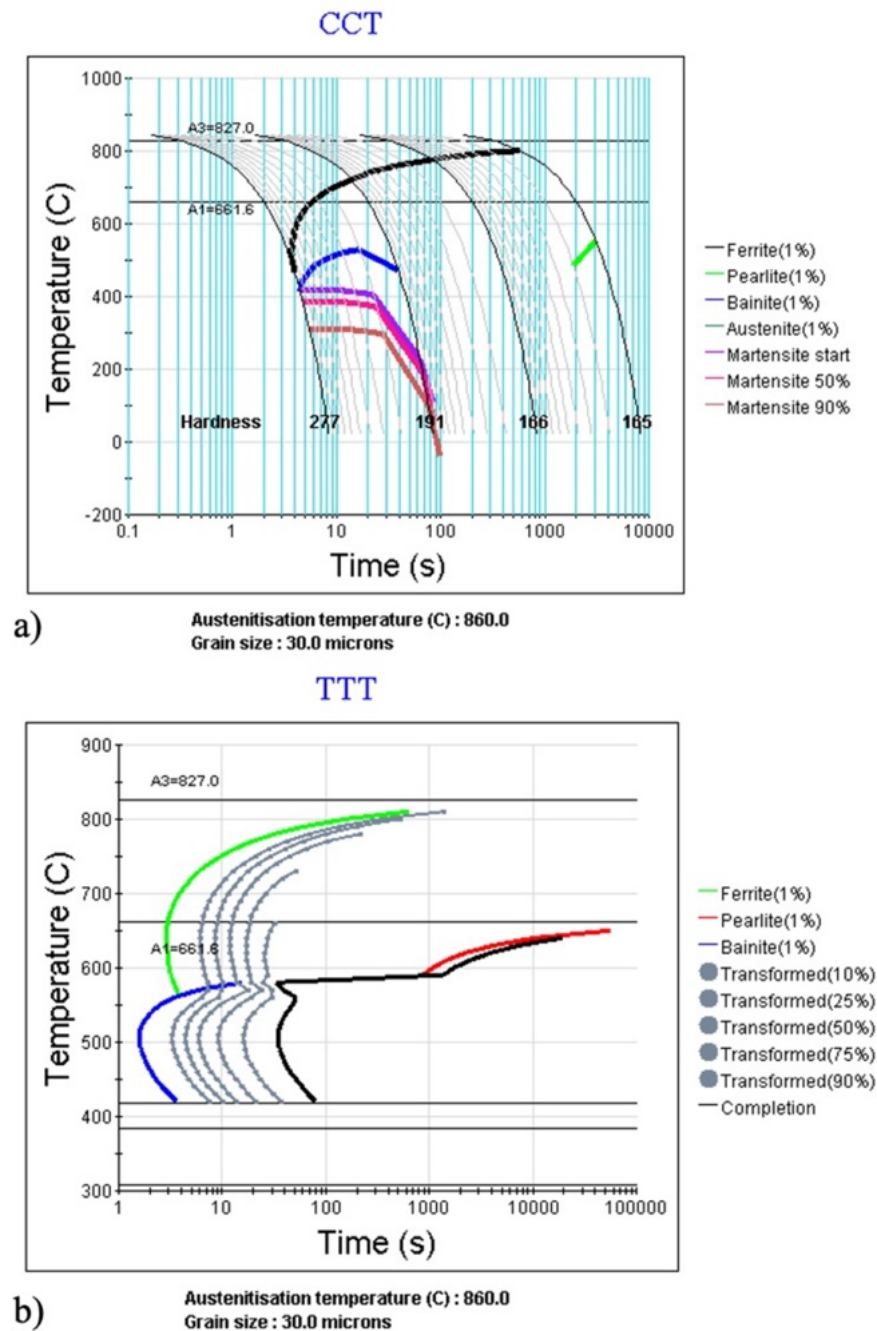 CCT
1000
800
600
400
200
0
-200
Temperature (C)
A3=827.0
A1=661.6
Hardness 277 191 166 165
0.1 1 10 100 1000 10000
Time (s)
Ferrite(1%)
Pearlite(1%)
Bainite(1%)
Austenite(1%)
Martensite start
Martensite 50%
Martensite 90%
a)
Austenitisation temperature (C) : 860.0
Grain size : 30.0 microns
TTT
900
800
700
600
500
400
300
Temperature (C)
A3=827.0
A1=661.6
1 10 100 1000 10000 100000
Time (s)
Ferrite(1%)
Pearlite(1%)
Bainite(1%)
Transformed(10%)
Transformed(25%)
Transformed(50%)
Transformed(75%)
Transformed(90%)
Completion
b)
Austenitisation temperature (C) : 860.0
Grain size : 30.0 microns